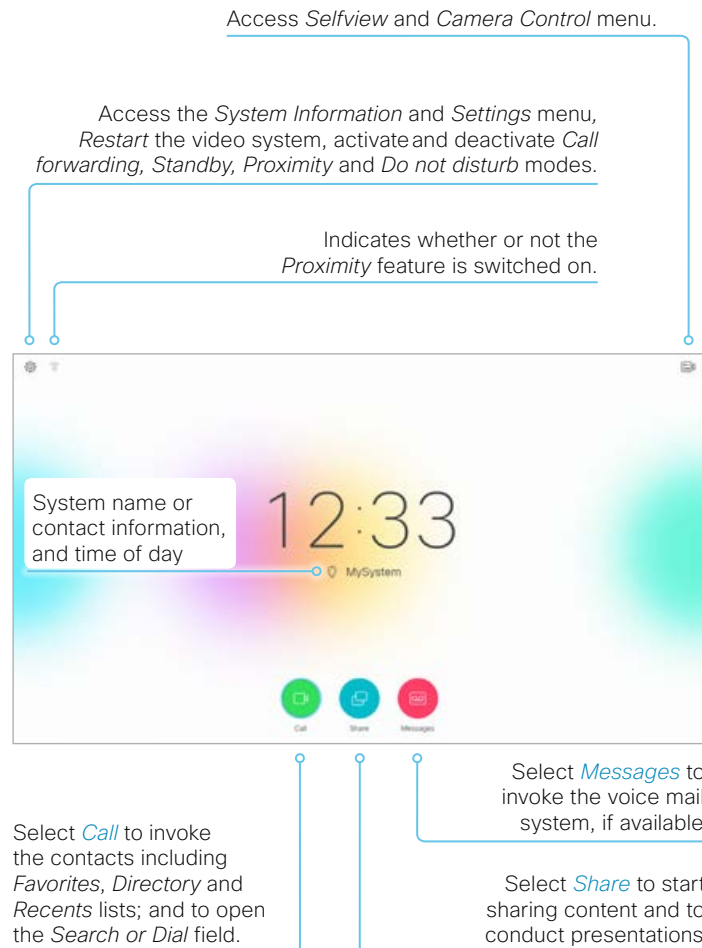 Access Selfview and Camera Control menu.
Access the System Information and Settings menu,
Restart the video system, activate and deactivate Call
forwarding, Standby, Proximity and Do not disturb modes.
Indicates whether or not the
Proximity feature is switched on.
System name or
contact information,
and time of day
12:33
MySystem
Call
Share
Messages
Select Messages to
invoke the voice mail
system, if available
Select Call to invoke
the contacts including
Favorites, Directory and
Recents lists; and to open
the Search or Dial field.
Select Share to start
sharing content and to
conduct presentations